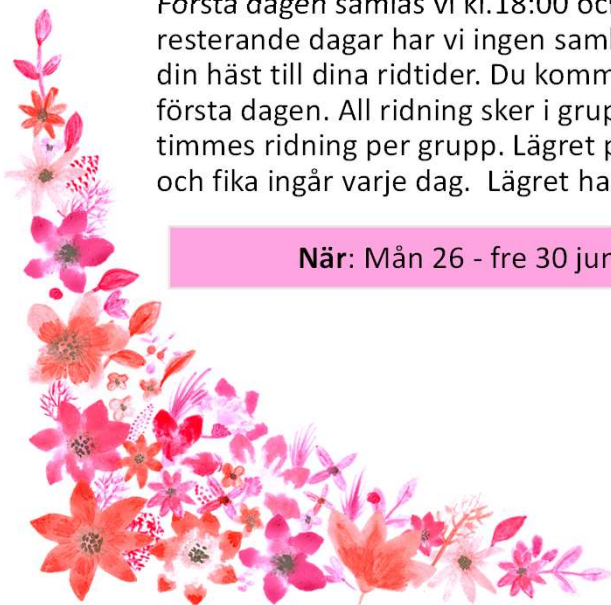 Första dagen samlas vi kl.18:00 och
resterande dagar har vi ingen saml
din häst till dina ridtider. Du komm
första dagen. All ridning sker i grup
timmes ridning per grupp. Lägret p
och fika ingår varje dag. Lägret ha
När: Mån 26 - fre 30 jun